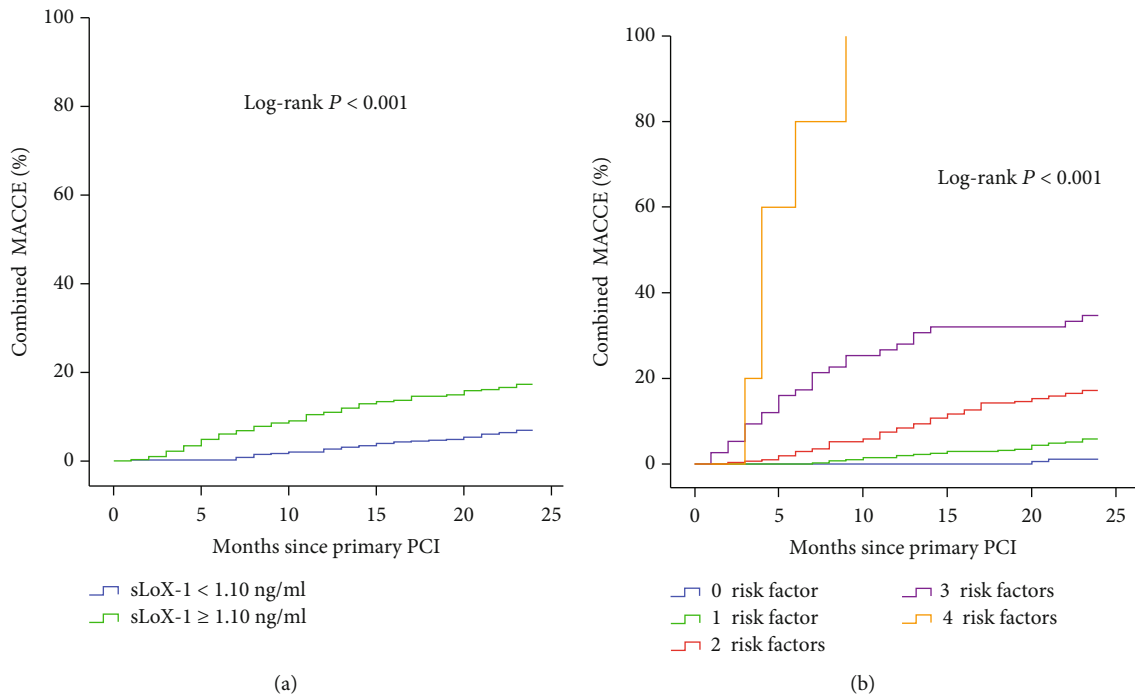 100
80
60
40
20
0
Combined MACCE (%)
Log-rank P < 0.001
0 5 10 15 20 25
Months since primary PCI
sLoX-1 < 1.10 ng/ml
sLoX-1 ≥ 1.10 ng/ml
(a)
100
80
60
40
20
0
Combined MACCE (%)
Log-rank P < 0.001
0 5 10 15 20 25
Months since primary PCI
0 risk factor
1 risk factor
2 risk factors
3 risk factors
4 risk factors
(b)